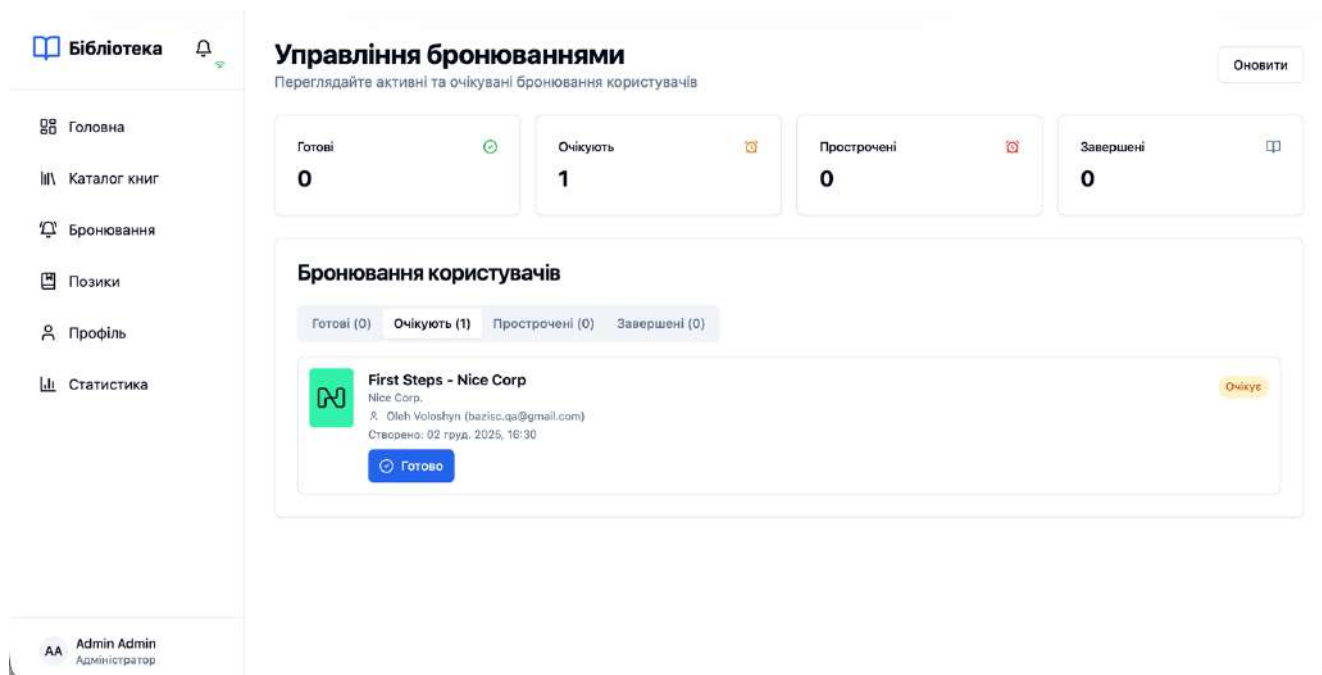 Бібліотека
Головна
Каталог книг
Бронювання
Позики
Профіль
Статистика
AA
Admin Admin
Адміністратор
Управління бронюваннями
Переглядайте активні та очікувані бронювання користувачів
Оновити
Готові
0
Очікують
1
Прострочені
0
Завершені
0
Бронювання користувачів
Готові (0) Очікують (1) Прострочені (0) Завершені (0)
First Steps - Nice Corp
Очікує
Nice Corp.
Oleh Voloshyn (bazisc.qa@gmail.com)
Створено: 02 груд. 2025, 16:30
Готово